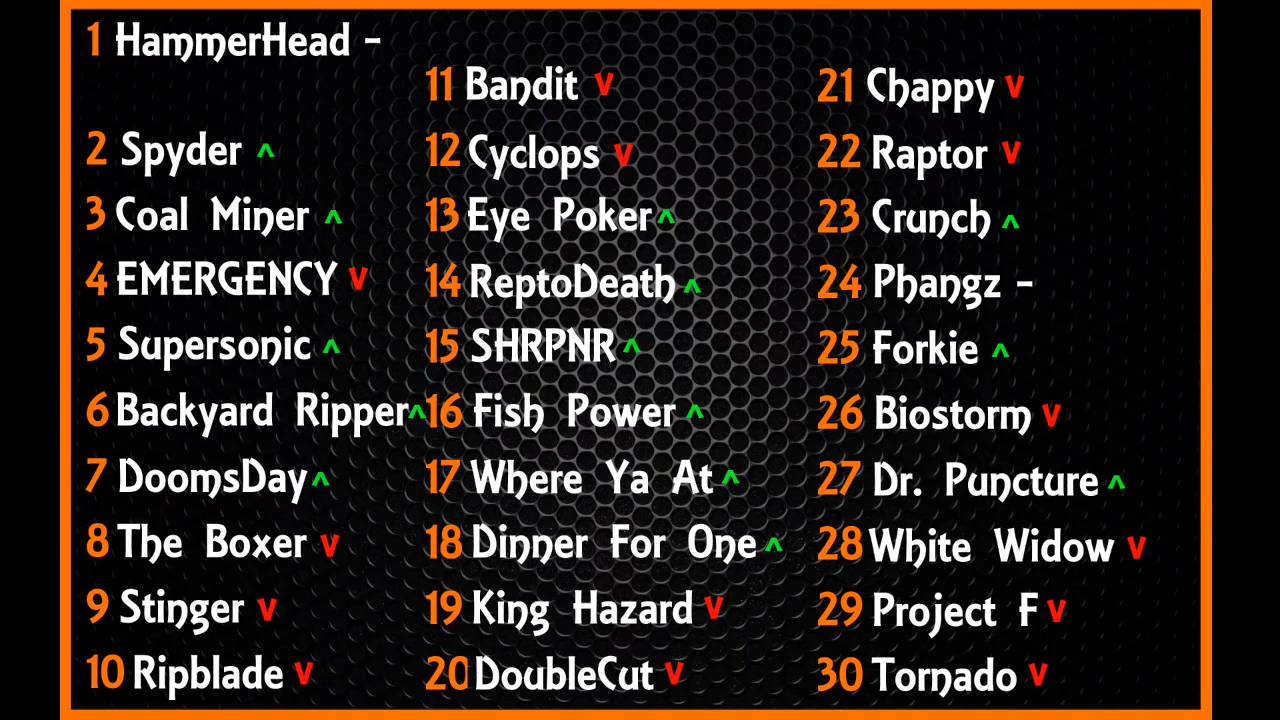 1 HammerHead -
2 Spyder ^
3 Coal Miner ^
4 EMERGENCY v
5 Supersonic ^
6 Backyard Ripper ^
7 DoomsDay ^
8 The Boxer v
9 Stinger v
10 Ripblade v
11 Bandit v
12 Cyclops v
13 Eye Poker ^
14 ReptoDeath ^
15 SHRPNR ^
16 Fish Power ^
17 Where Ya At ^
18 Dinner For One ^
19 King Hazard v
20 DoubleCut v
21 Chappy v
22 Raptor v
23 Crunch ^
24 Phangz -
25 Forkie ^
26 Biostorm v
27 Dr. Puncture ^
28 White Widow v
29 Project F v
30 Tornado v